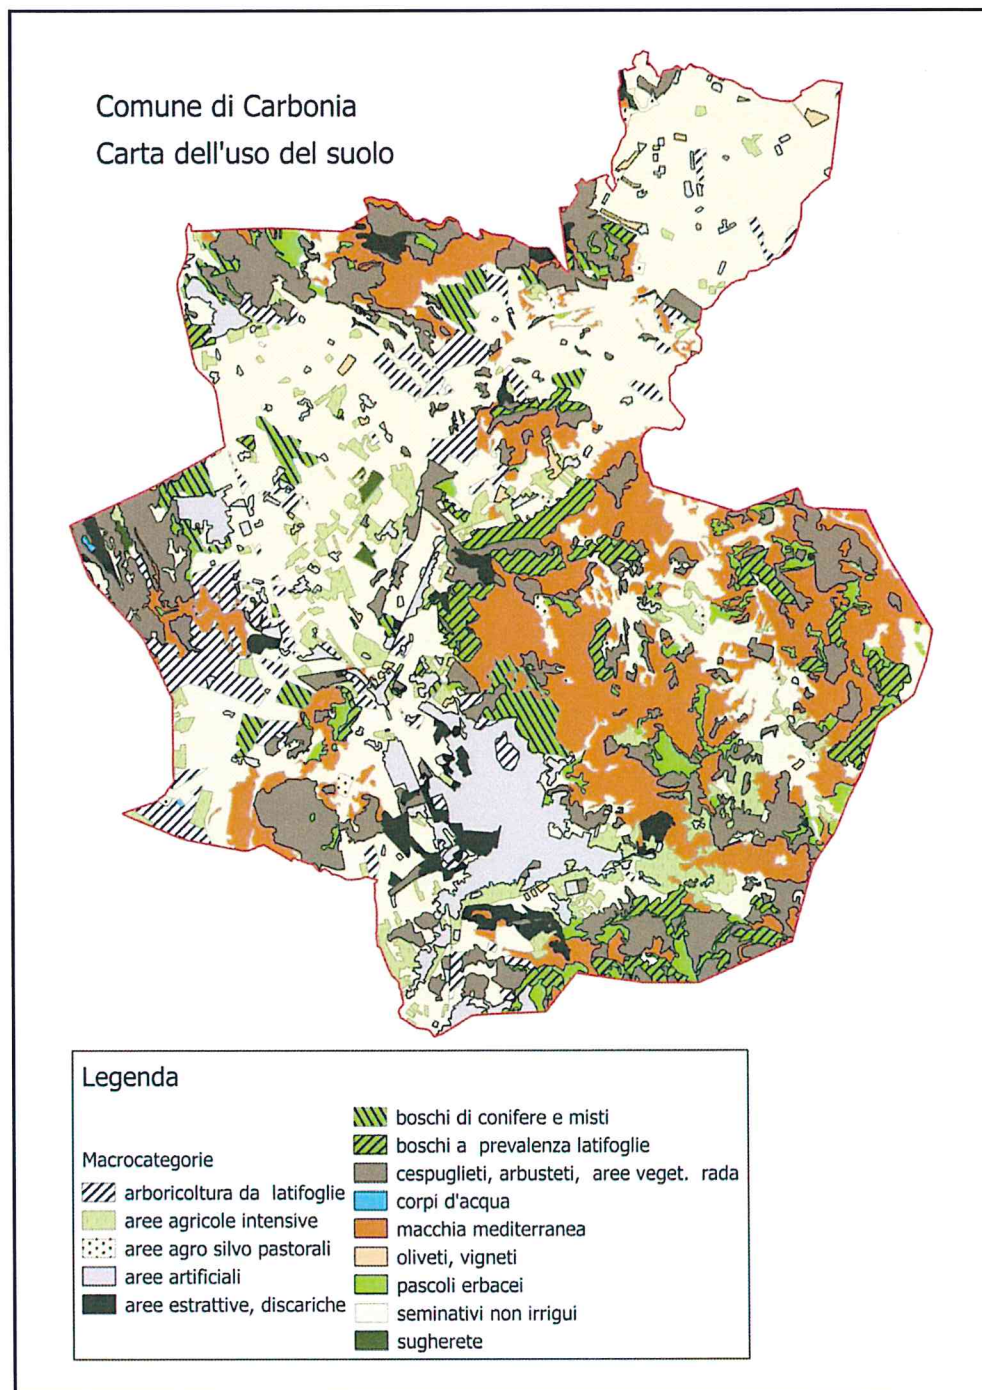 Comune di Carbonia
Carta dell'uso del suolo
Legenda
Macrocategorie
arboricoltura da latifoglie
aree agricole intensive
aree agro silvo pastorali
aree artificiali
aree estrattive, discariche
boschi di conifere e misti
boschi a prevalenza latifoglie
cespuglieti, arbusteti, aree veget. rada
corpi d'acqua
macchia mediterranea
oliveti, vigneti
pascoli erbacei
seminativi non irrigui
sugherete